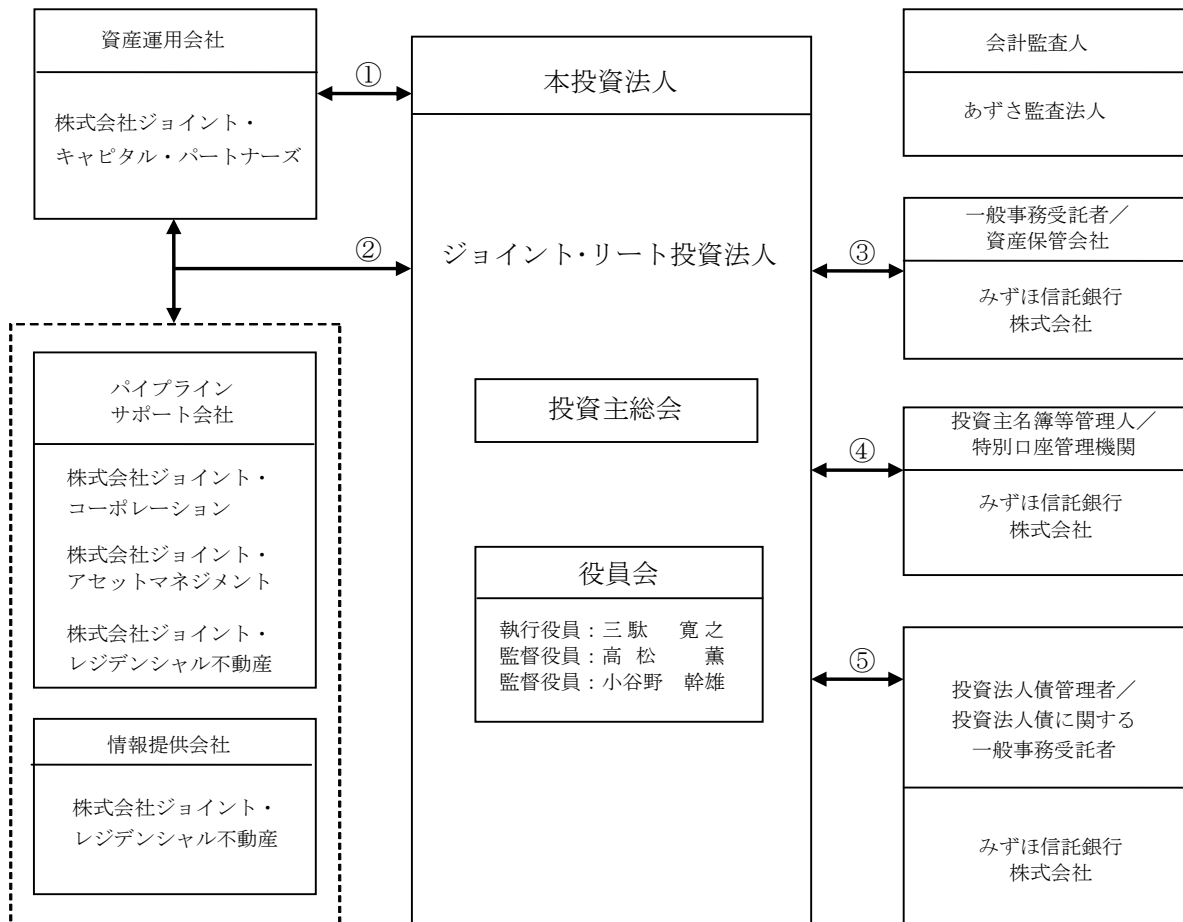 資産運用会社
株式会社ジョイント・
キャピタル・パートナーズ
①
②
パイプライン
サポート会社
株式会社ジョイント・
コーポレーション
株式会社ジョイント・
アセットマネジメント
株式会社ジョイント・
レジデンシャル不動産
情報提供会社
株式会社ジョイント・
レジデンシャル不動産
本投資法人
ジョイント・リート投資法人
投資主総会
役員会
執行役員：三駄 寛之
監督役員：高松 薫
監督役員：小谷野 幹雄
会計監査人
あずさ監査法人
③
一般事務受託者／
資産保管会社
みずほ信託銀行
株式会社
④
投資主名簿等管理人／
特別口座管理機関
みずほ信託銀行
株式会社
⑤
投資法人債管理者／
投資法人債に関する
一般事務受託者
みずほ信託銀行
株式会社